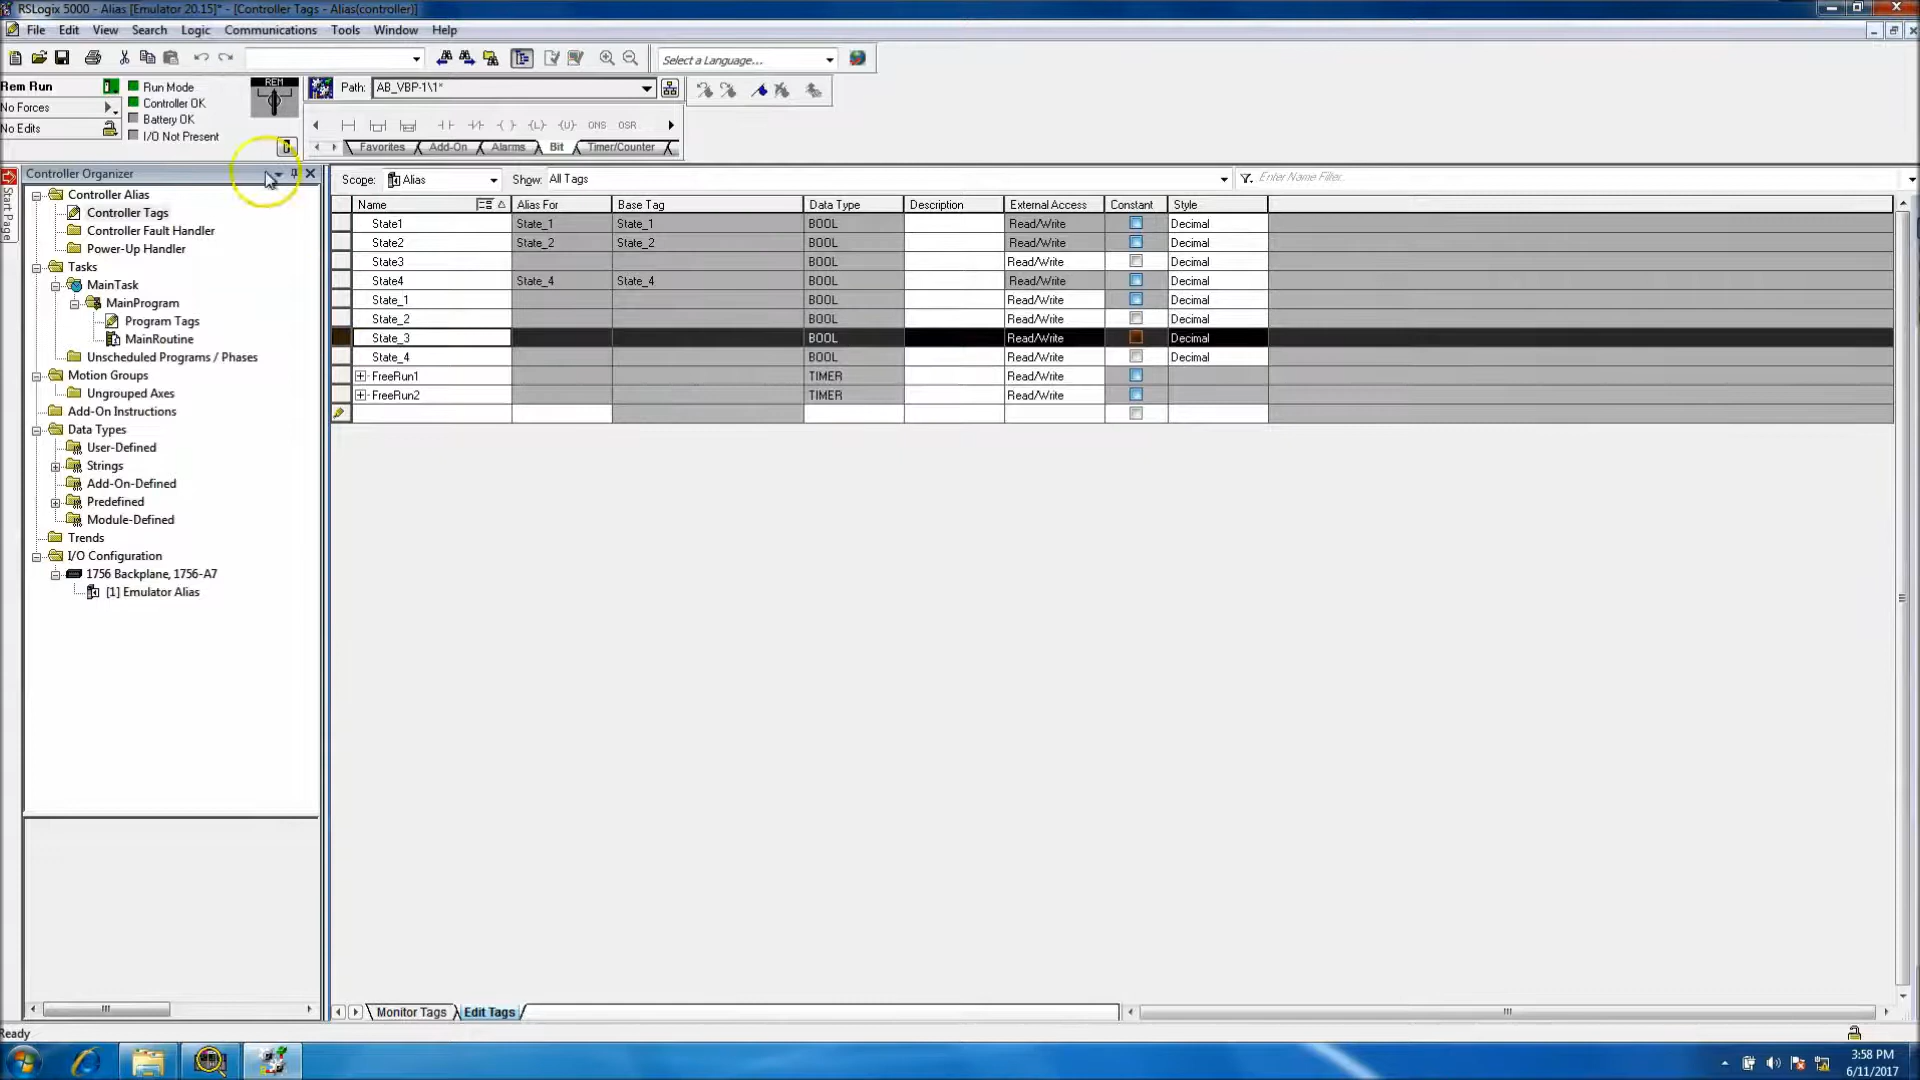 RSLogix 5000 - Alias [Emulator 20.15]* - [Controller Tags - Alias(controller)]
File Edit View Search Logic Communications Tools Window Help
Select a Language...
Rem Run
No Forces
No Edits
Run Mode
Controller OK
Battery OK
I/O Not Present
REM
Path: AB_VBP-1\1*
(L) (U) ONS OSR
Favorites Add-On Alarms Bit Timer/Counter
Start Page
Controller Organizer
Controller Alias
Controller Tags
Controller Fault Handler
Power-Up Handler
Tasks
MainTask
MainProgram
Program Tags
MainRoutine
Unscheduled Programs / Phases
Motion Groups
Ungrouped Axes
Add-On Instructions
Data Types
User-Defined
Strings
Add-On-Defined
Predefined
Module-Defined
Trends
I/O Configuration
1756 Backplane, 1756-A7
[1] Emulator Alias
Scope: Alias Show: All Tags Enter Name Filter...
Name Alias For Base Tag Data Type Description External Access Constant Style
State1 State_1 State_1 BOOL Read/Write Decimal
State2 State_2 State_2 BOOL Read/Write Decimal
State3 BOOL Read/Write Decimal
State4 State_4 State_4 BOOL Read/Write Decimal
State_1 BOOL Read/Write Decimal
State_2 BOOL Read/Write Decimal
State_3 BOOL Read/Write Decimal
State_4 BOOL Read/Write Decimal
FreeRun1 TIMER Read/Write
FreeRun2 TIMER Read/Write
Monitor Tags Edit Tags
Ready
3:58 PM
6/11/2017